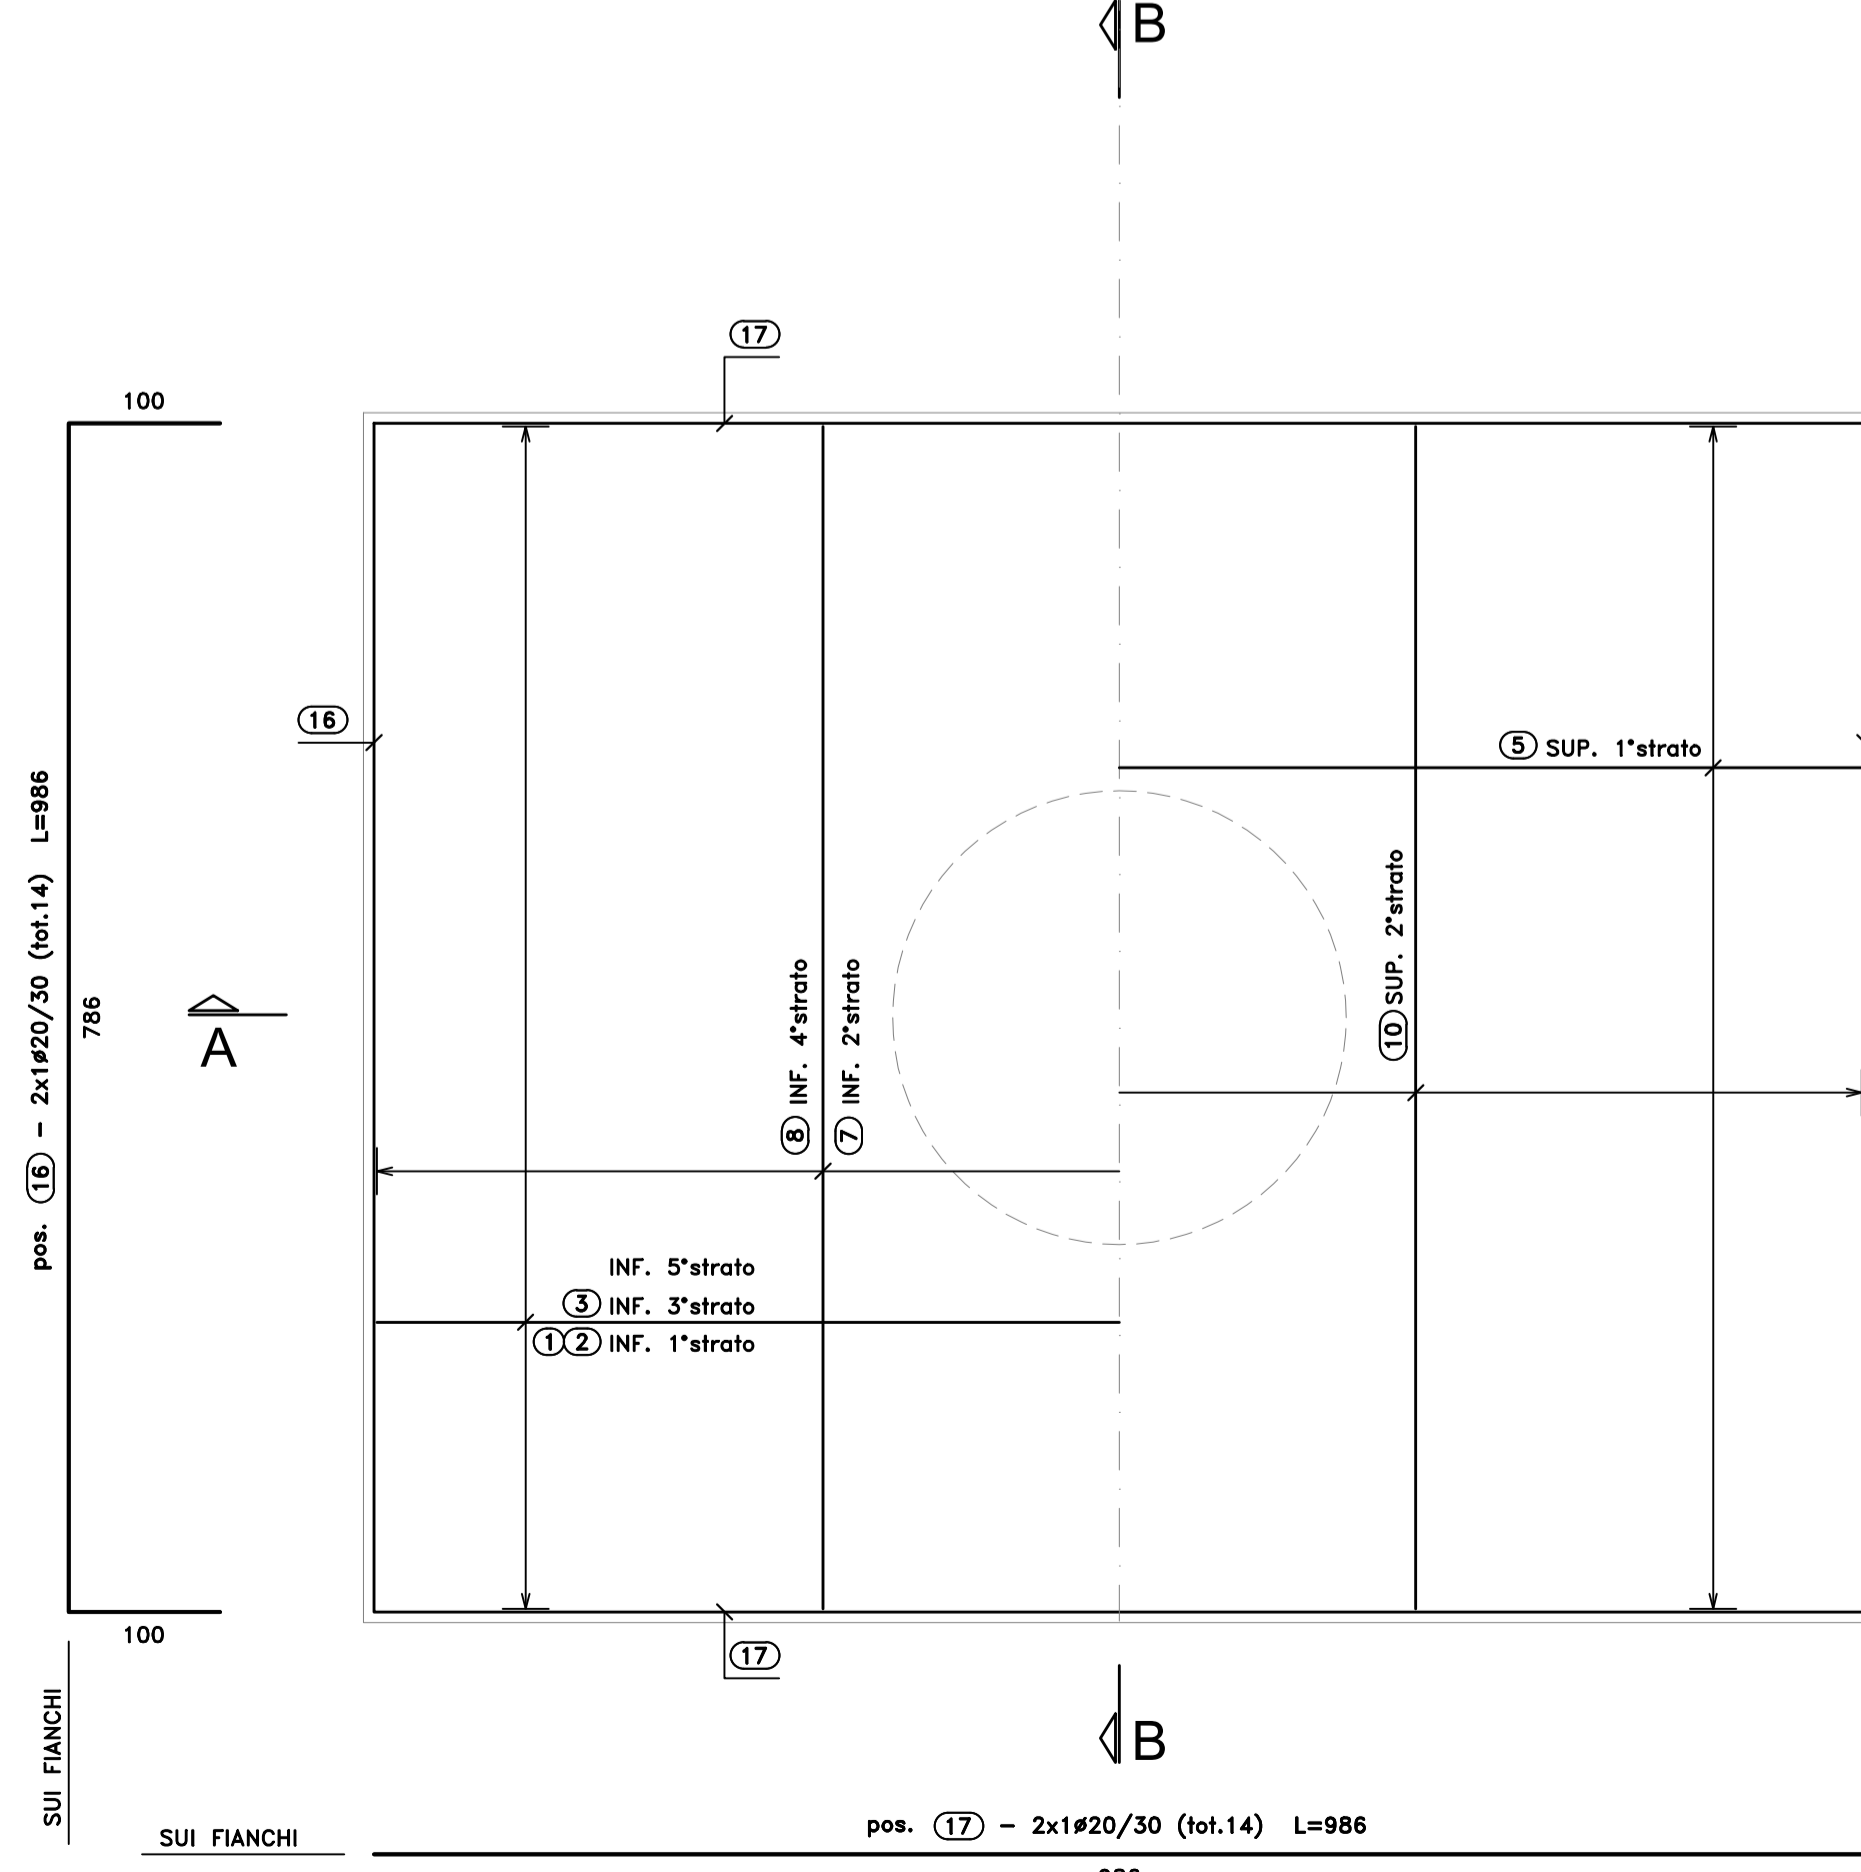 B
17
100
16
5 SUP. 1°strato
pos. 16 - 2x1ø20/30 (tot.14) L=986
786
A
8 INF. 4°strato
7 INF. 2°strato
10 SUP. 2°strato
INF. 5°strato
3 INF. 3°strato
1 2 INF. 1°strato
100
17
SUI FIANCHI
B
pos. 17 - 2x1ø20/30 (tot.14) L=986
SUI FIANCHI